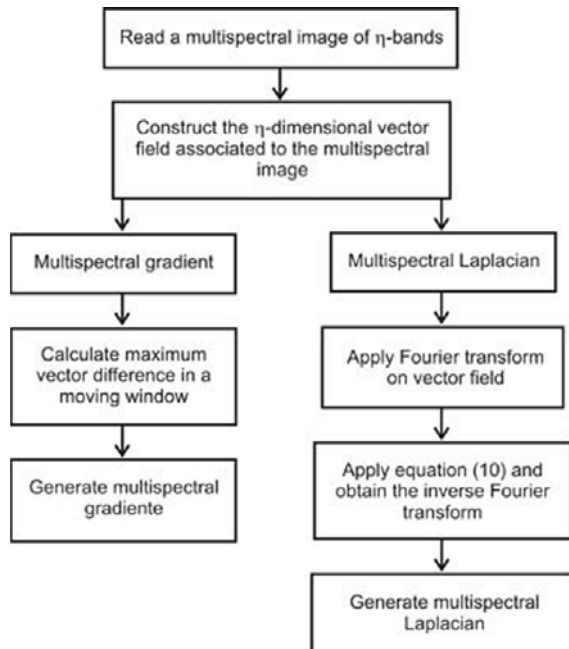 Read a multispectral image of η-bands
Construct the η-dimensional vector
field associated to the multispectral
image
Multispectral gradient
Calculate maximum
vector difference in a
moving window
Generate multispectral
gradiente
Multispectral Laplacian
Apply Fourier transform
on vector field
Apply equation (10) and
obtain the inverse Fourier
transform
Generate multispectral
Laplacian